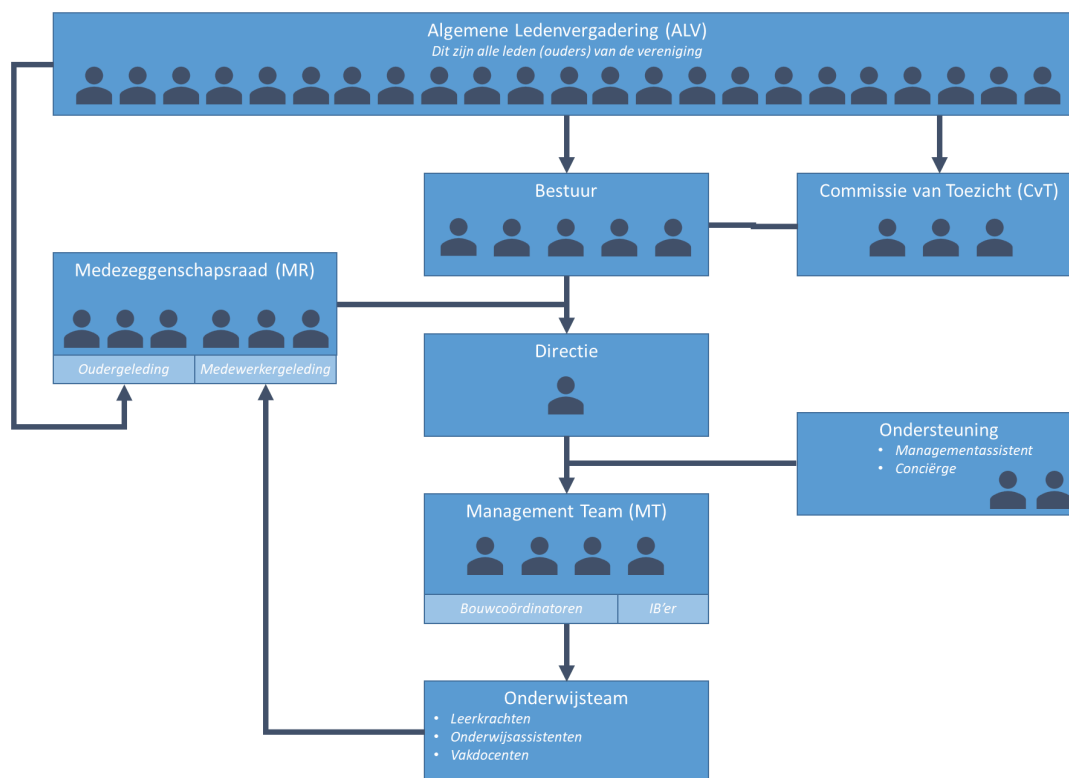 Algemene Ledenvergadering (ALV)
Dit zijn alle leden (ouders) van de vereniging
Bestuur
Commissie van Toezicht (CvT)
Medezeggenschapsraad (MR)
Oudergeleding
Medewerkergeleding
Directie
Ondersteuning
• Managementassistent
• Conciërge
Management Team (MT)
Bouwcoördinatoren
IB'er
Onderwijsteam
• Leerkrachten
• Onderwijsassistenten
• Vakdocenten